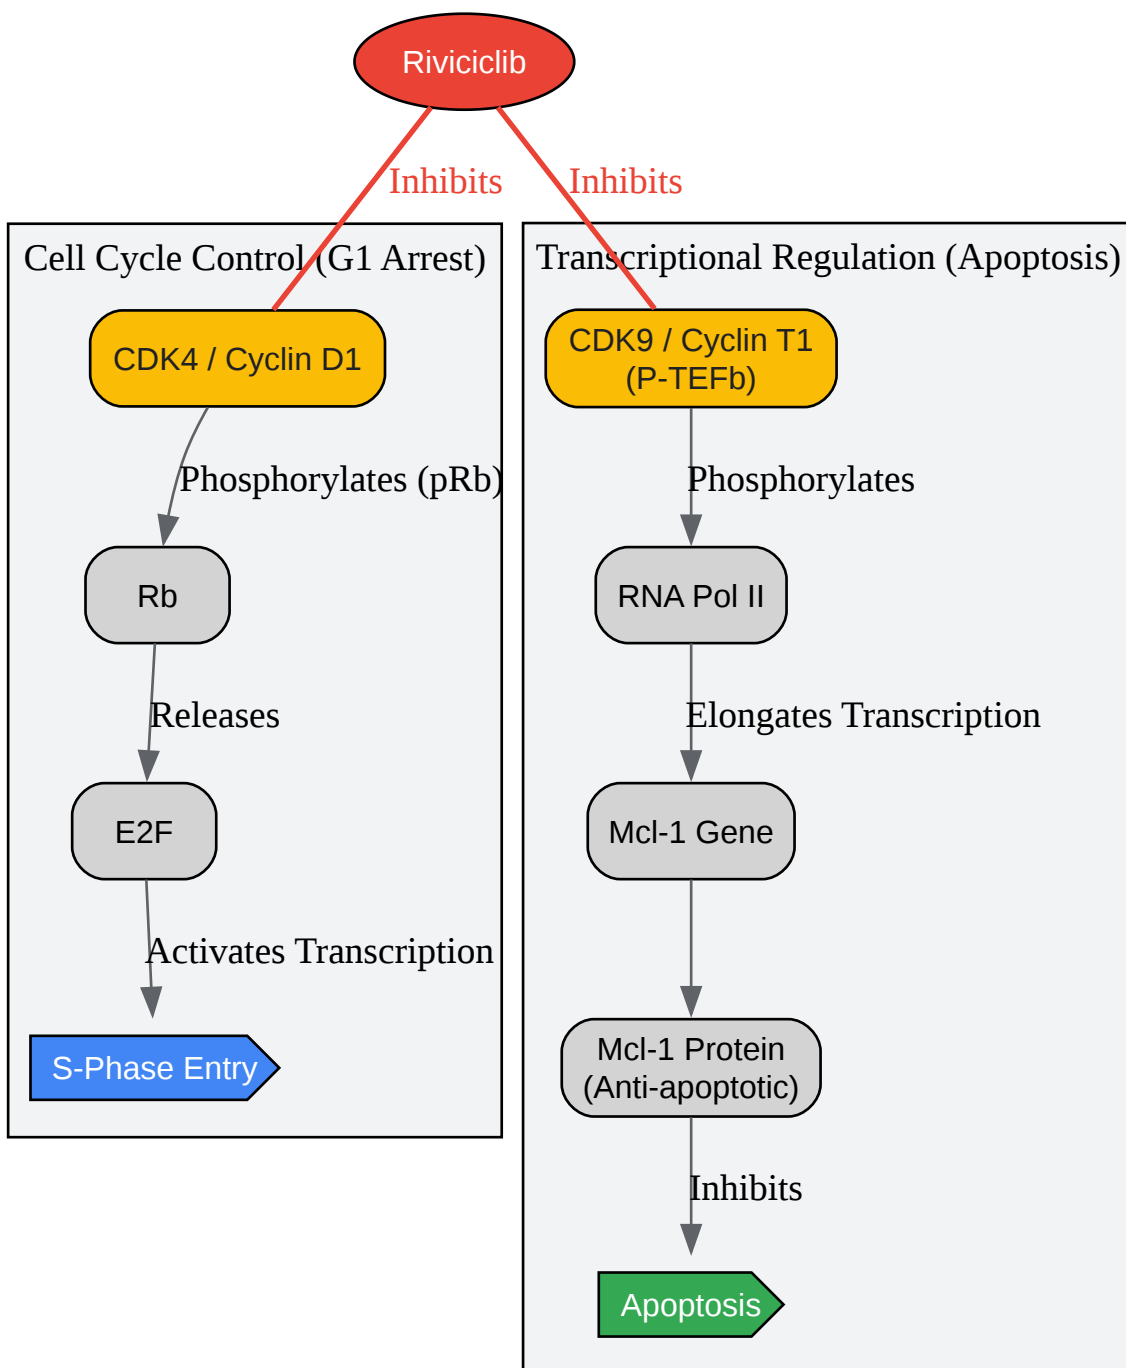 Riviciclib
Inhibits
Inhibits
Cell Cycle Control (G1 Arrest)
CDK4 / Cyclin D1
Phosphorylates (pRb)
Rb
Releases
E2F
Activates Transcription
S-Phase Entry
Transcriptional Regulation (Apoptosis)
CDK9 / Cyclin T1
(P-TEFb)
Phosphorylates
RNA Pol II
Elongates Transcription
Mcl-1 Gene
Mcl-1 Protein
(Anti-apoptotic)
Inhibits
Apoptosis